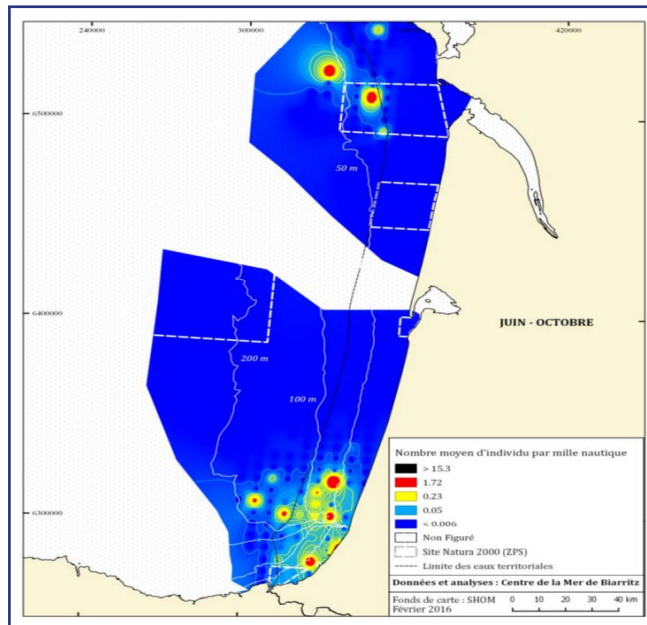 240000
300000
420000
6500000
50 m
6400000
JUIN - OCTOBRE
200 m
100 m
6300000
Nombre moyen d'individu par mille nautique
> 15.3
1.72
0.23
0.05
< 0.006
Non Figuré
Site Natura 2000 (ZPS)
Limite des eaux territoriales
Données et analyses : Centre de la Mer de Biarritz
Fonds de carte : SHOM
Février 2016
0 10 20 30 40 km